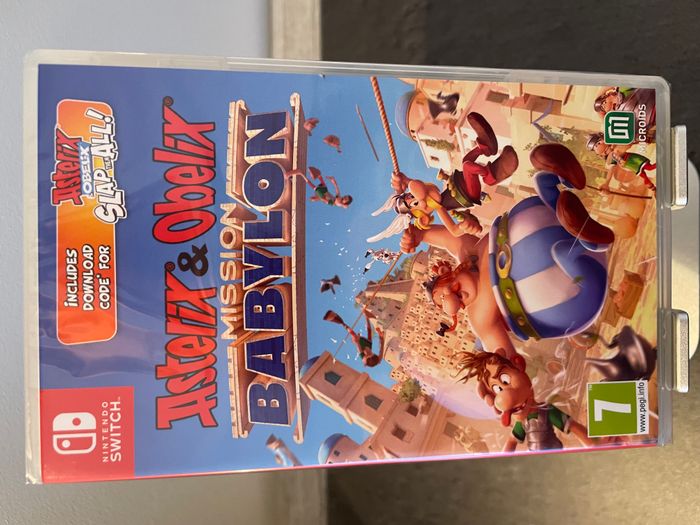 NINTENDO
SWITCH™
INCLUDES
DOWNLOAD
CODE* FOR
Asterix
& OBELIX
SLAP THEM ALL!
Asterix & Obelix
MISSION
BABYLON
7
www.pegi.info
MICROIDS